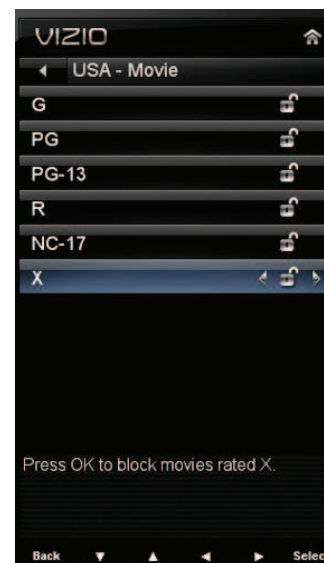 VIZIO
USA - Movie
G
PG
PG-13
R
NC-17
X
Press OK to block movies rated X.
Back Selec